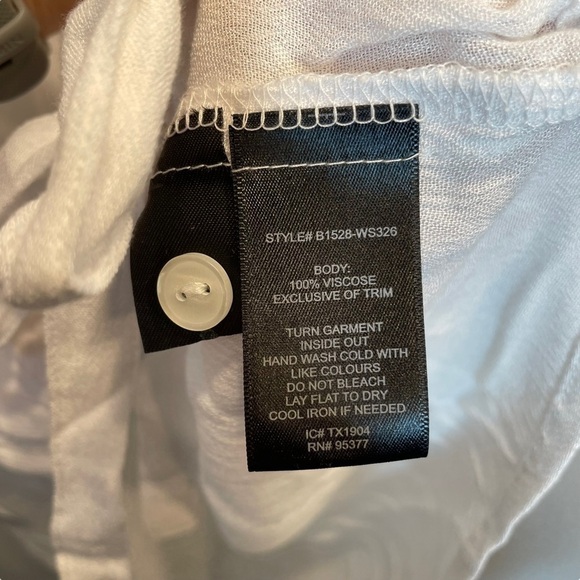 STYLE# B1528-WS326
BODY:
100% VISCOSE
EXCLUSIVE OF TRIM
TURN GARMENT
INSIDE OUT
HAND WASH COLD WITH
LIKE COLOURS
DO NOT BLEACH
LAY FLAT TO DRY
COOL IRON IF NEEDED
IC# TX1904
RN# 95377